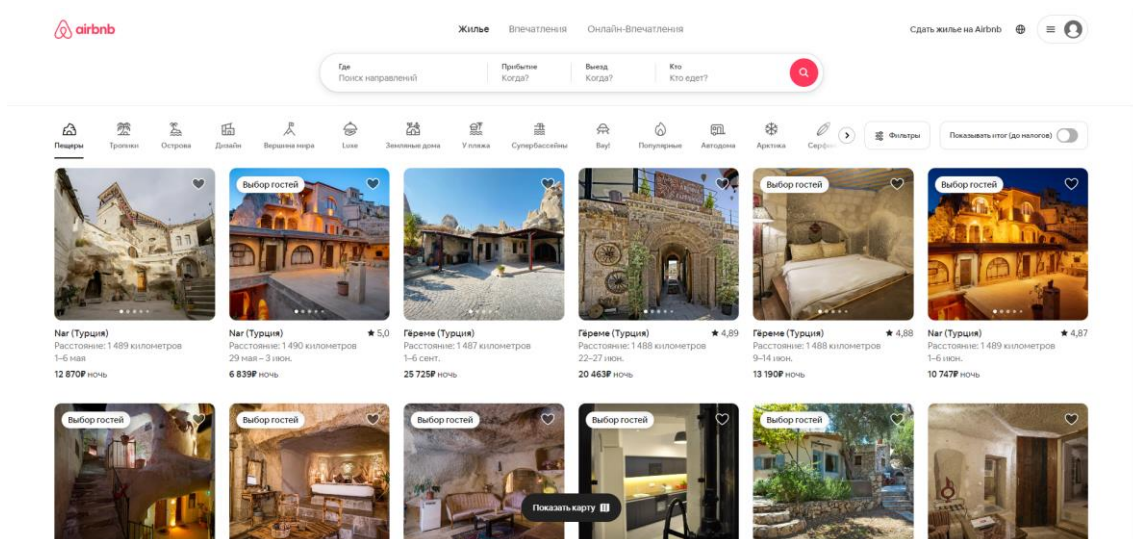 airbnb
Жилье Впечатления Онлайн-Впечатления
Сдать жилье на Airbnb
Где Прибытие Выезд Кто
Поиск направлений Когда? Когда? Кто едет?
Пещеры Тропики Острова Дизайн Вершина мира Luxe Земляные дома У пляжа Супербассейны Вау! Популярные Автодома Арктика
Фильтры
Показывать итог (до налогов)
Выбор гостей Выбор гостей Выбор гостей
Nar (Турция) Nar (Турция) ★ 5,0 Гёреме (Турция) Гёреме (Турция) ★ 4,89 Гёреме (Турция) ★ 4,88 Nar (Турция) ★ 4,87
Расстояние: 1 489 километров Расстояние: 1 490 километров Расстояние: 1 487 километров Расстояние: 1 488 километров Расстояние: 1 488 километров Расстояние: 1 489 километров
1–6 мая 29 мая – 3 июн. 1–6 сент. 22–27 июн. 9–14 июн. 1–6 июн.
12 870₽ ночь 6 839₽ ночь 25 725₽ ночь 20 463₽ ночь 13 190₽ ночь 10 747₽ ночь
Выбор гостей Выбор гостей Выбор гостей Выбор гостей Выбор гостей
Показать карту